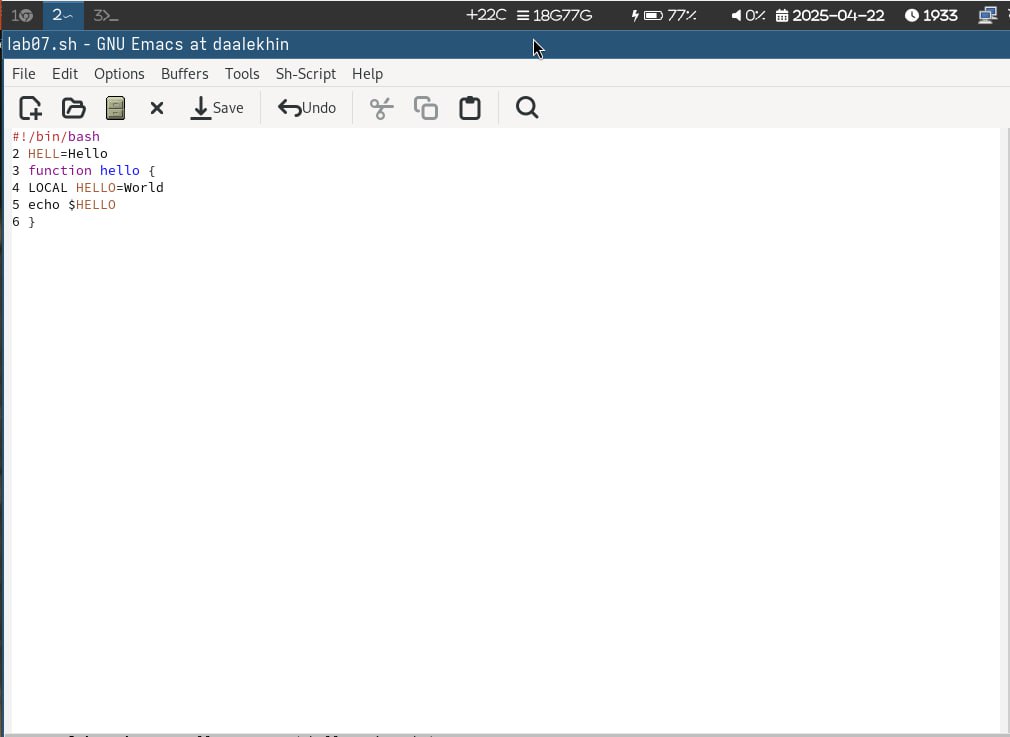 1 2 3>_ +22C 18G77G 77% 0% 2025-04-22 1933
lab07.sh - GNU Emacs at daalekhin
File Edit Options Buffers Tools Sh-Script Help
Save Undo
#!/bin/bash
2 HELL=Hello
3 function hello {
4 LOCAL HELLO=World
5 echo $HELLO
6 }